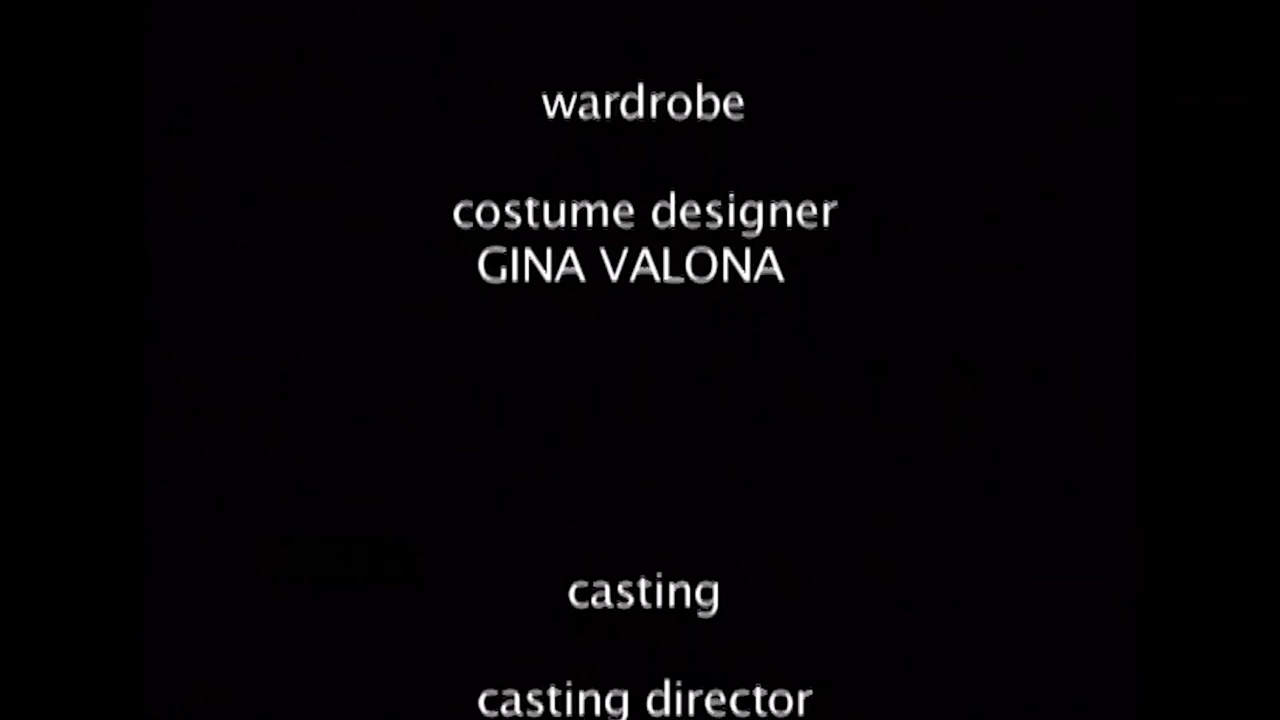 wardrobe
costume designer
GINA VALONA
casting
casting director